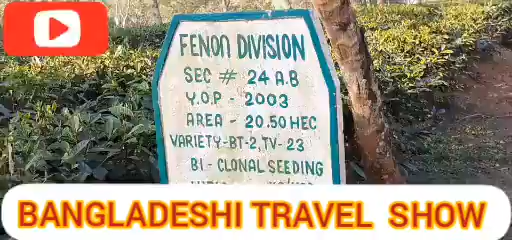 FENON DIVISION
SEC # 24 A.B
Y.O.P - 2003
AREA - 20.50 HEC
VARIETY-BT-2,TV-23
BI - CLONAL SEEDING
BANGLADESHI TRAVEL SHOW